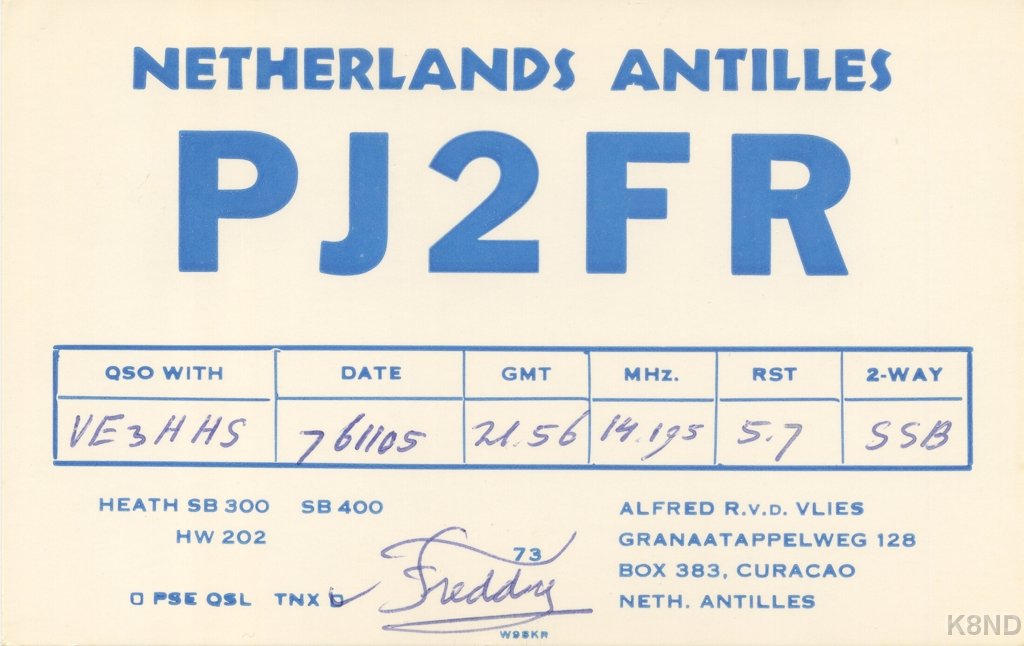 NETHERLANDS ANTILLES
PJ2FR
QSO WITH DATE GMT MHz. RST 2-WAY
VE3HHS 761105 21.56 14.195 5.7 SSB
HEATH SB 300 SB 400
HW 202
ALFRED R.V.D. VLIES
GRANAATAPPELWEG 128
BOX 383, CURACAO
NETH. ANTILLES
73
Freddy
PSE QSL TNX
K8ND